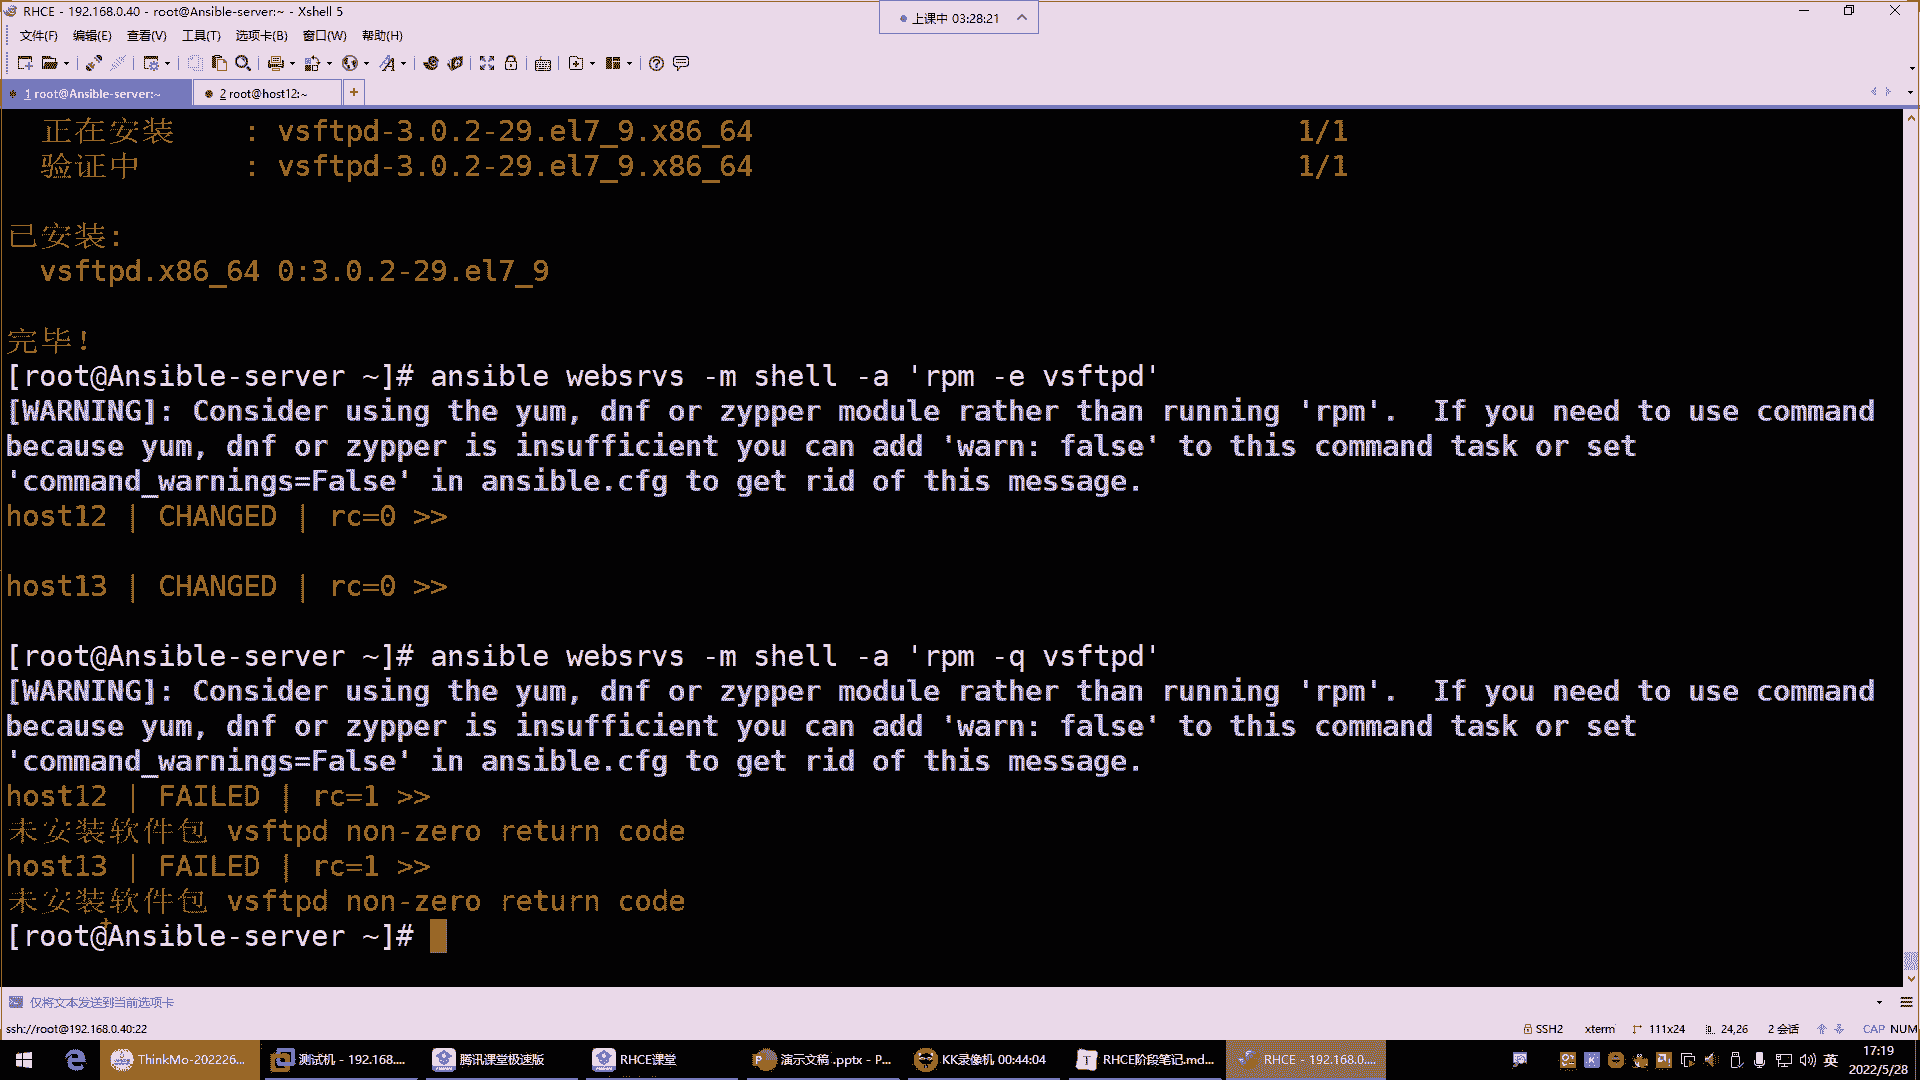 RHCE - 192.168.0.40 - root@Ansible-server:~ - Xshell 5
上课中 03:28:21
文件(F) 编辑(E) 查看(V) 工具(T) 选项卡(B) 窗口(W) 帮助(H)
1 root@Ansible-server:~ 2 root@host12:~ +
正在安装 : vsftpd-3.0.2-29.el7_9.x86_64 1/1
验证中 : vsftpd-3.0.2-29.el7_9.x86_64 1/1
已安装:
vsftpd.x86_64 0:3.0.2-29.el7_9
完毕!
[root@Ansible-server ~]# ansible websrvs -m shell -a 'rpm -e vsftpd'
[WARNING]: Consider using the yum, dnf or zypper module rather than running 'rpm'.  If you need to use command
because yum, dnf or zypper is insufficient you can add 'warn: false' to this command task or set
'command_warnings=False' in ansible.cfg to get rid of this message.
host12 | CHANGED | rc=0 >>
host13 | CHANGED | rc=0 >>
[root@Ansible-server ~]# ansible websrvs -m shell -a 'rpm -q vsftpd'
[WARNING]: Consider using the yum, dnf or zypper module rather than running 'rpm'.  If you need to use command
because yum, dnf or zypper is insufficient you can add 'warn: false' to this command task or set
'command_warnings=False' in ansible.cfg to get rid of this message.
host12 | FAILED | rc=1 >>
未安装软件包 vsftpd non-zero return code
host13 | FAILED | rc=1 >>
未安装软件包 vsftpd non-zero return code
[root@Ansible-server ~]#
仅将文本发送到当前选项卡
ssh://root@192.168.0.40:22 SSH2 xterm 111x24 24,26 2 会话 CAP NUM
ThinkMo-202226... 测试机 - 192.168.... 腾讯课堂极速版 RHCE课堂 演示文稿 .pptx - P... KK录像机 00:44:04 RHCE阶段笔记.md... RHCE - 192.168.0.... 英 17:19
2022/5/28